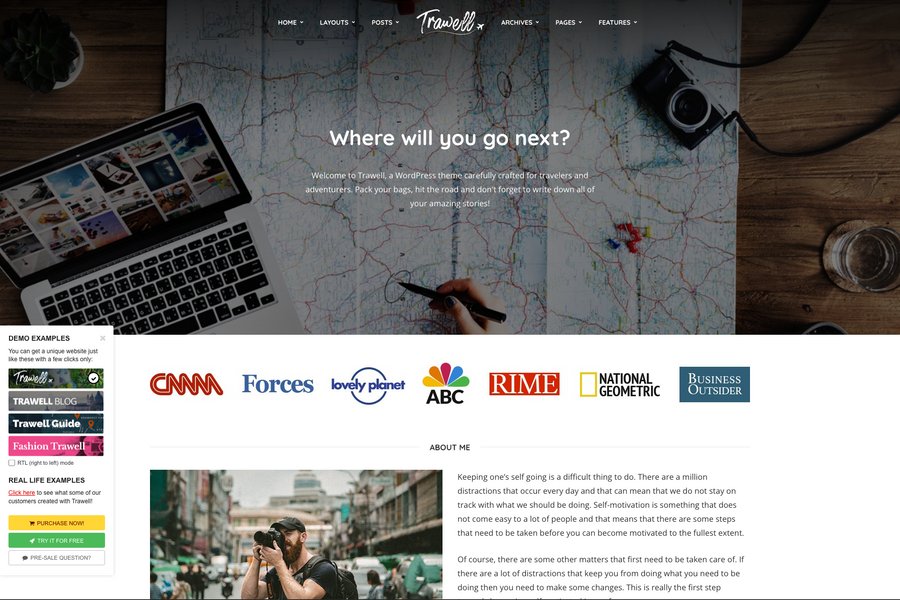 HOME
LAYOUTS
POSTS
Trawell
ARCHIVES
PAGES
FEATURES
Where will you go next?
Welcome to Trawell, a WordPress theme carefully crafted for travelers and
adventurers. Pack your bags, hit the road and don't forget to write down all of
your amazing stories!
DEMO EXAMPLES
You can get a unique website just
like these with a few clicks only:
Trawell
TRAWELL BLOG
Trawell Guide
Fashion Trawell
RTL (right to left) mode
REAL LIFE EXAMPLES
Click here to see what some of our
customers created with Trawell!
PURCHASE NOW!
TRY IT FOR FREE
PRE-SALE QUESTION?
CNNNN
Forces
lovely planet
ABC
RIME
NATIONAL
GEOMETRIC
BUSINESS
OUTSIDER
ABOUT ME
Keeping one's self going is a difficult thing to do. There are a million
distractions that occur every day and that can mean that we do not stay on
track with what we should be doing. Self-motivation is something that does
not come easy to a lot of people and that means that there are some steps
that need to be taken before you can become motivated to the fullest extent.
Of course, there are some other matters that first need to be taken care of. If
there are a lot of distractions that keep you from doing what you need to be
doing then you need to make some changes. This is really the first step